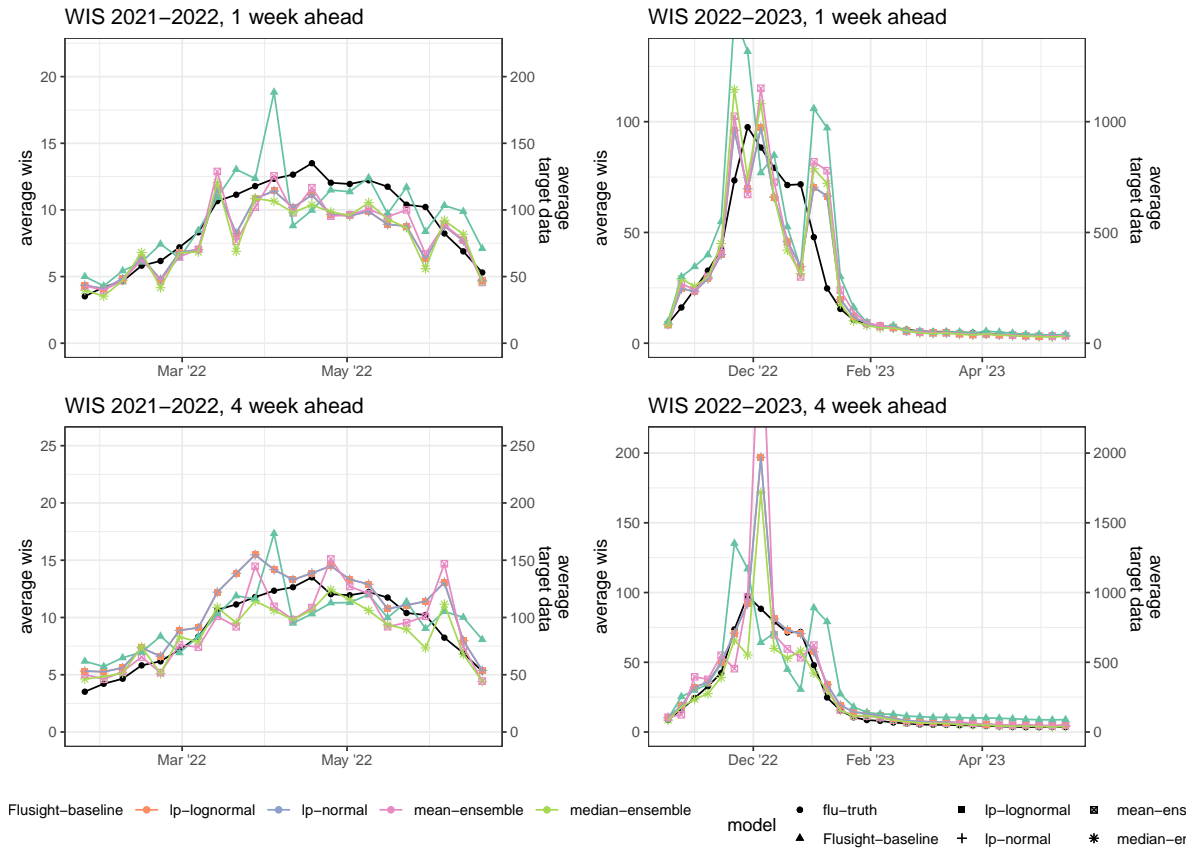 WIS 2021−2022, 1 week ahead
WIS 2022−2023, 1 week ahead
20
15
10
5
0
200
150
100
50
0
average wis
average
target data
Mar '22
May '22
100
50
0
1000
500
0
average wis
average
target data
Dec '22
Feb '23
Apr '23
WIS 2021−2022, 4 week ahead
WIS 2022−2023, 4 week ahead
25
20
15
10
5
0
250
200
150
100
50
0
average wis
average
target data
Mar '22
May '22
200
150
100
50
0
2000
1500
1000
500
0
average wis
average
target data
Dec '22
Feb '23
Apr '23
Flusight−baseline lp−lognormal lp−normal mean−ensemble median−ensemble
model
flu−truth lp−lognormal mean−ens
Flusight−baseline lp−normal median−er